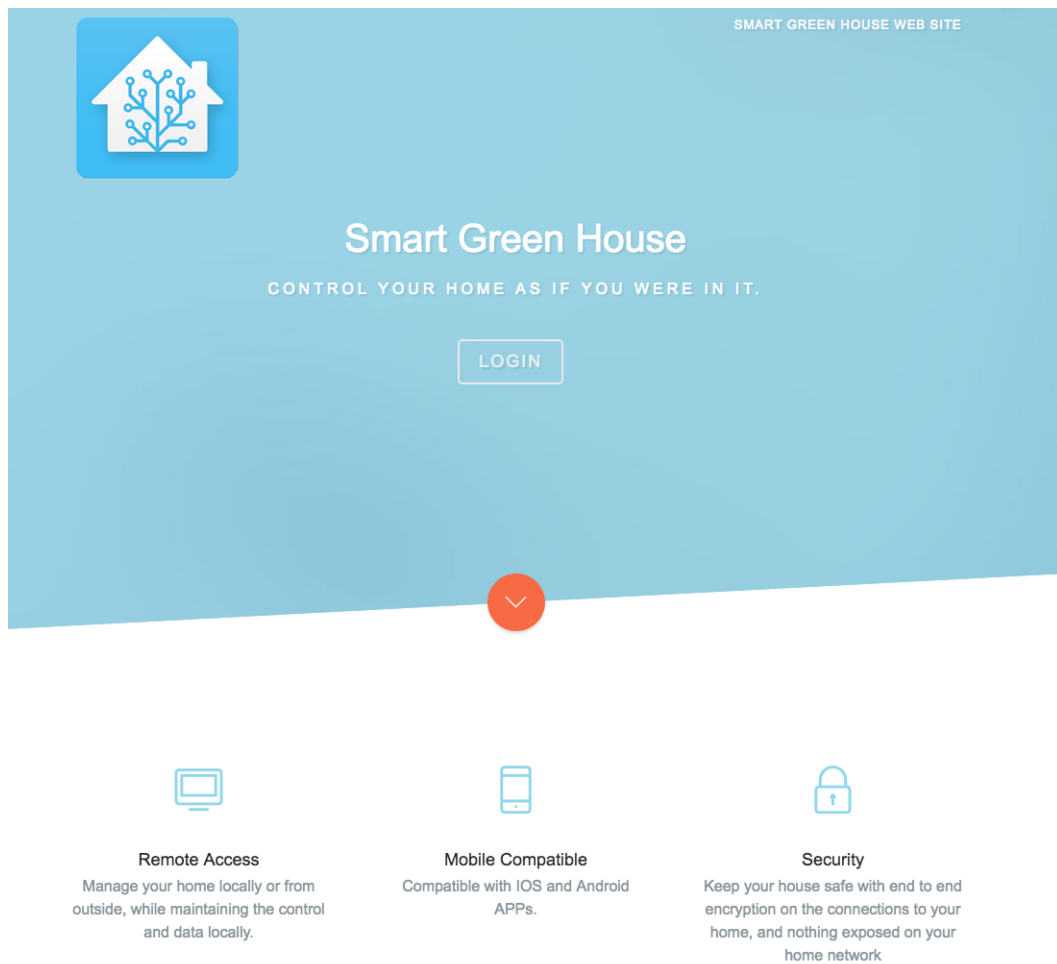 SMART GREEN HOUSE WEB SITE
Smart Green House
CONTROL YOUR HOME AS IF YOU WERE IN IT.
LOGIN
Remote Access
Manage your home locally or from
outside, while maintaining the control
and data locally.
Mobile Compatible
Compatible with IOS and Android
APPs.
Security
Keep your house safe with end to end
encryption on the connections to your
home, and nothing exposed on your
home network